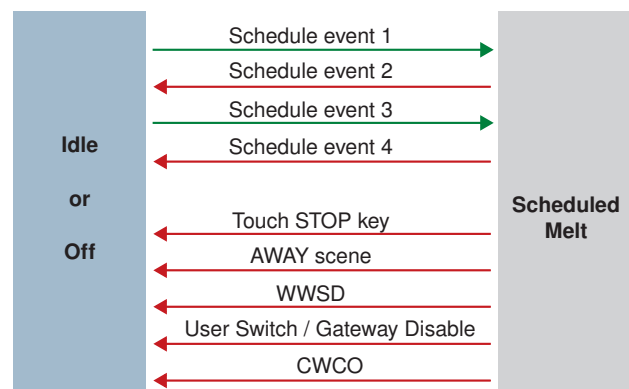 Schedule event 1
Schedule event 2
Schedule event 3
Schedule event 4
Idle
or
Off
Scheduled
Melt
Touch STOP key
AWAY scene
WWSD
User Switch / Gateway Disable
CWCO